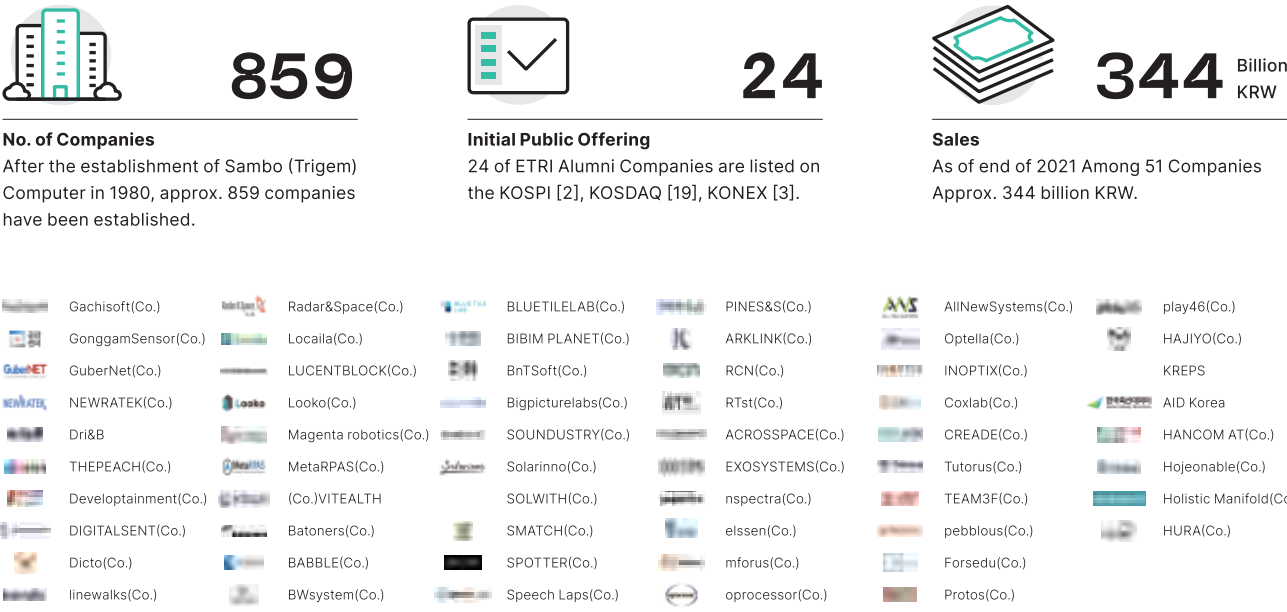 859
No. of Companies
After the establishment of Sambo (Trigem)
Computer in 1980, approx. 859 companies
have been established.
24
Initial Public Offering
24 of ETRI Alumni Companies are listed on
the KOSPI [2], KOSDAQ [19], KONEX [3].
344 Billion
KRW
Sales
As of end of 2021 Among 51 Companies
Approx. 344 billion KRW.
Gachisoft(Co.)
GonggamSensor(Co.)
GuberNET GuberNet(Co.)
NEWRATEK NEWRATEK(Co.)
Dri&B
THEPEACH(Co.)
Developtainment(Co.)
DIGITALSENT(Co.)
Dicto(Co.)
linewalks(Co.)
Radar&Space(Co.)
Locaila(Co.)
LUCENTBLOCK(Co.)
Looko Looko(Co.)
Magenta robotics(Co.)
MetaRPAS MetaRPAS(Co.)
(Co.)VITEALTH
Batoners(Co.)
BABBLE(Co.)
BWsystem(Co.)
BLUETILELAB(Co.)
BIBIM PLANET(Co.)
BnTSoft(Co.)
Bigpicturelabs(Co.)
SOUNDUSTRY(Co.)
Solarinno(Co.)
SOLWITH(Co.)
SMATCH(Co.)
SPOTTER(Co.)
Speech Laps(Co.)
PINES&S(Co.)
ARKLINK(Co.)
RCN(Co.)
RTst(Co.)
ACROSSPACE(Co.)
EXOSYSTEMS(Co.)
nspectra(Co.)
elssen(Co.)
mforus(Co.)
oprocessor(Co.)
ANS AllNewSystems(Co.)
Optella(Co.)
INOPTIX(Co.)
Coxlab(Co.)
CREADE(Co.)
Tutorus(Co.)
TEAM3F(Co.)
pebblous(Co.)
Forsedu(Co.)
Protos(Co.)
play46(Co.)
HAJIYO(Co.)
KREPS
AID Korea
HANCOM AT(Co.)
Hojeonable(Co.)
Holistic Manifold(Co
HURA(Co.)